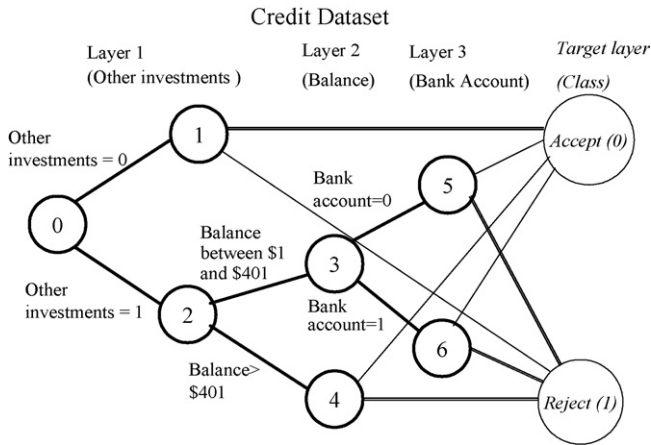 Credit Dataset
Layer 1
(Other investments )
Layer 2
(Balance)
Layer 3
(Bank Account)
Target layer
(Class)
Other
investments = 0
1
Accept (0)
0
Bank
account=0
5
Balance
between $1
and $401
3
Other
investments = 1
2
Bank
account=1
6
Balance>
$401
4
Reject (1)